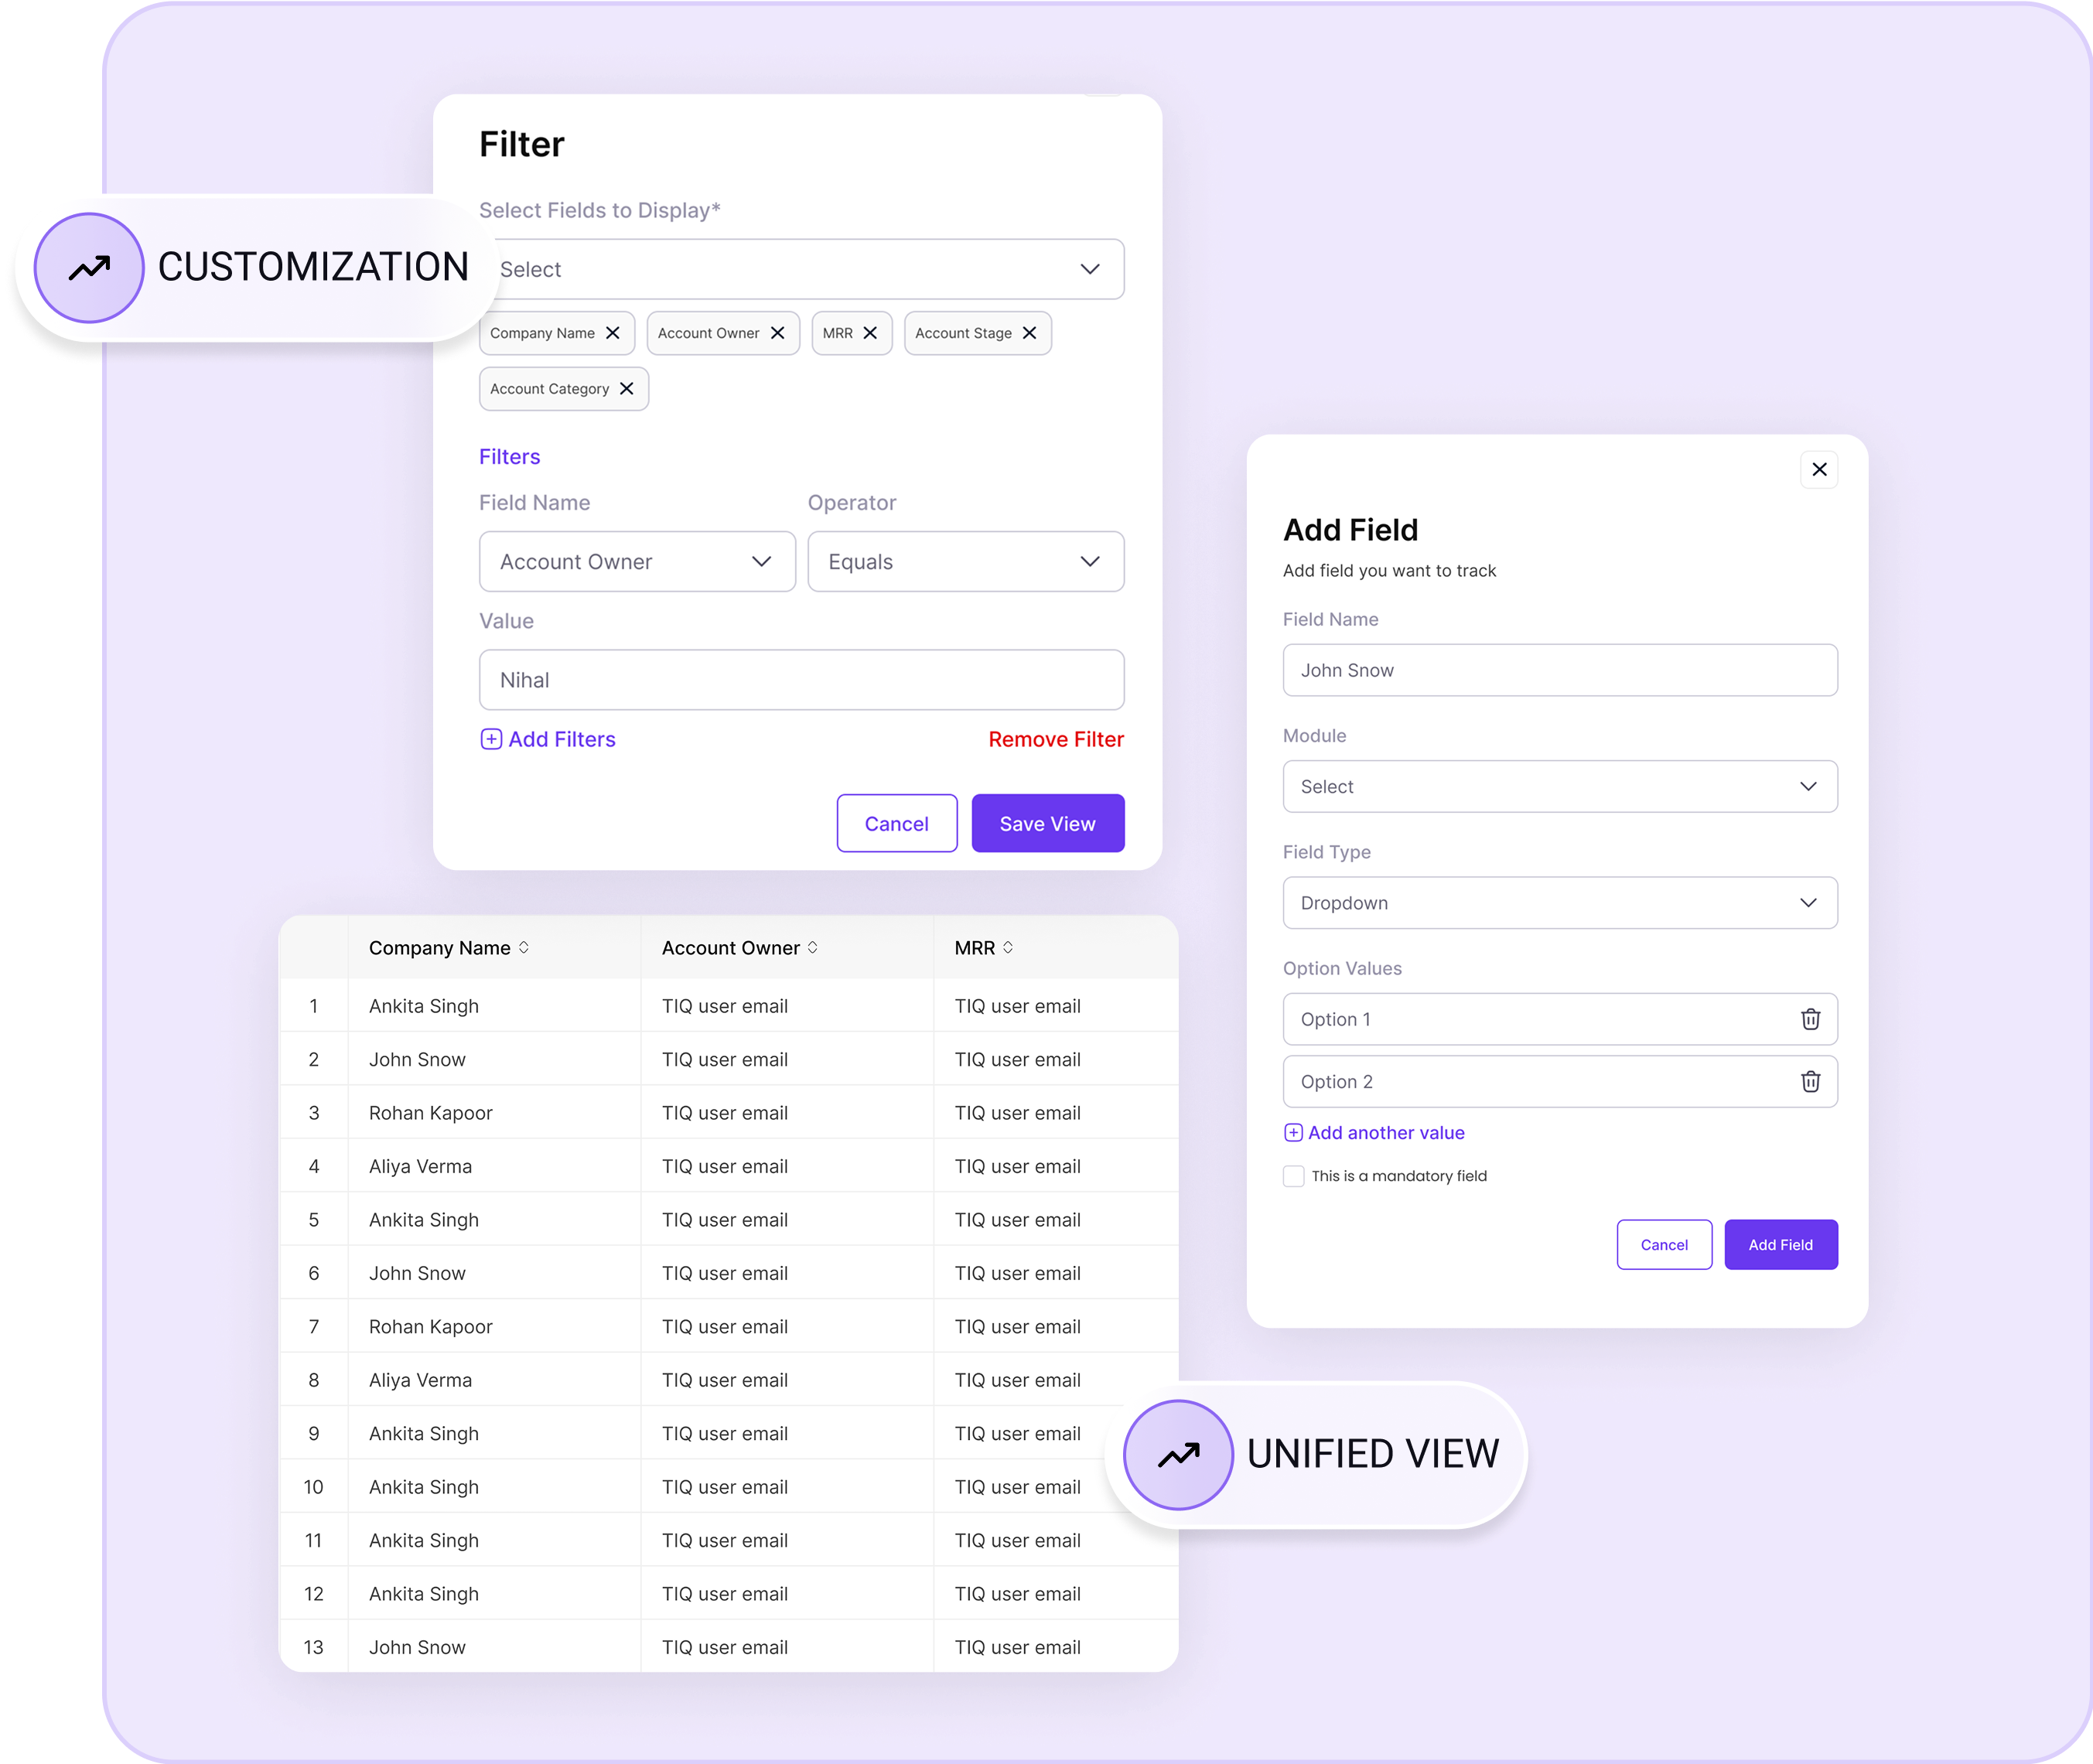 Filter
Select Fields to Display*
CUSTOMIZATION
Select
Company Name Account Owner MRR Account Stage
Account Category
Filters
Field Name Operator
Account Owner Equals
Value
Nihal
Add Filters Remove Filter
Cancel Save View
Add Field
Add field you want to track
Field Name
John Snow
Module
Select
Field Type
Dropdown
Option Values
Option 1
Option 2
Add another value
This is a mandatory field
Cancel Add Field
Company Name Account Owner MRR
1 Ankita Singh TIQ user email TIQ user email
2 John Snow TIQ user email TIQ user email
3 Rohan Kapoor TIQ user email TIQ user email
4 Aliya Verma TIQ user email TIQ user email
5 Ankita Singh TIQ user email TIQ user email
6 John Snow TIQ user email TIQ user email
7 Rohan Kapoor TIQ user email TIQ user email
8 Aliya Verma TIQ user email TIQ user email
9 Ankita Singh TIQ user email TIQ user email
10 Ankita Singh TIQ user email TIQ user email
11 Ankita Singh TIQ user email TIQ user email
12 Ankita Singh TIQ user email TIQ user email
13 John Snow TIQ user email TIQ user email
UNIFIED VIEW